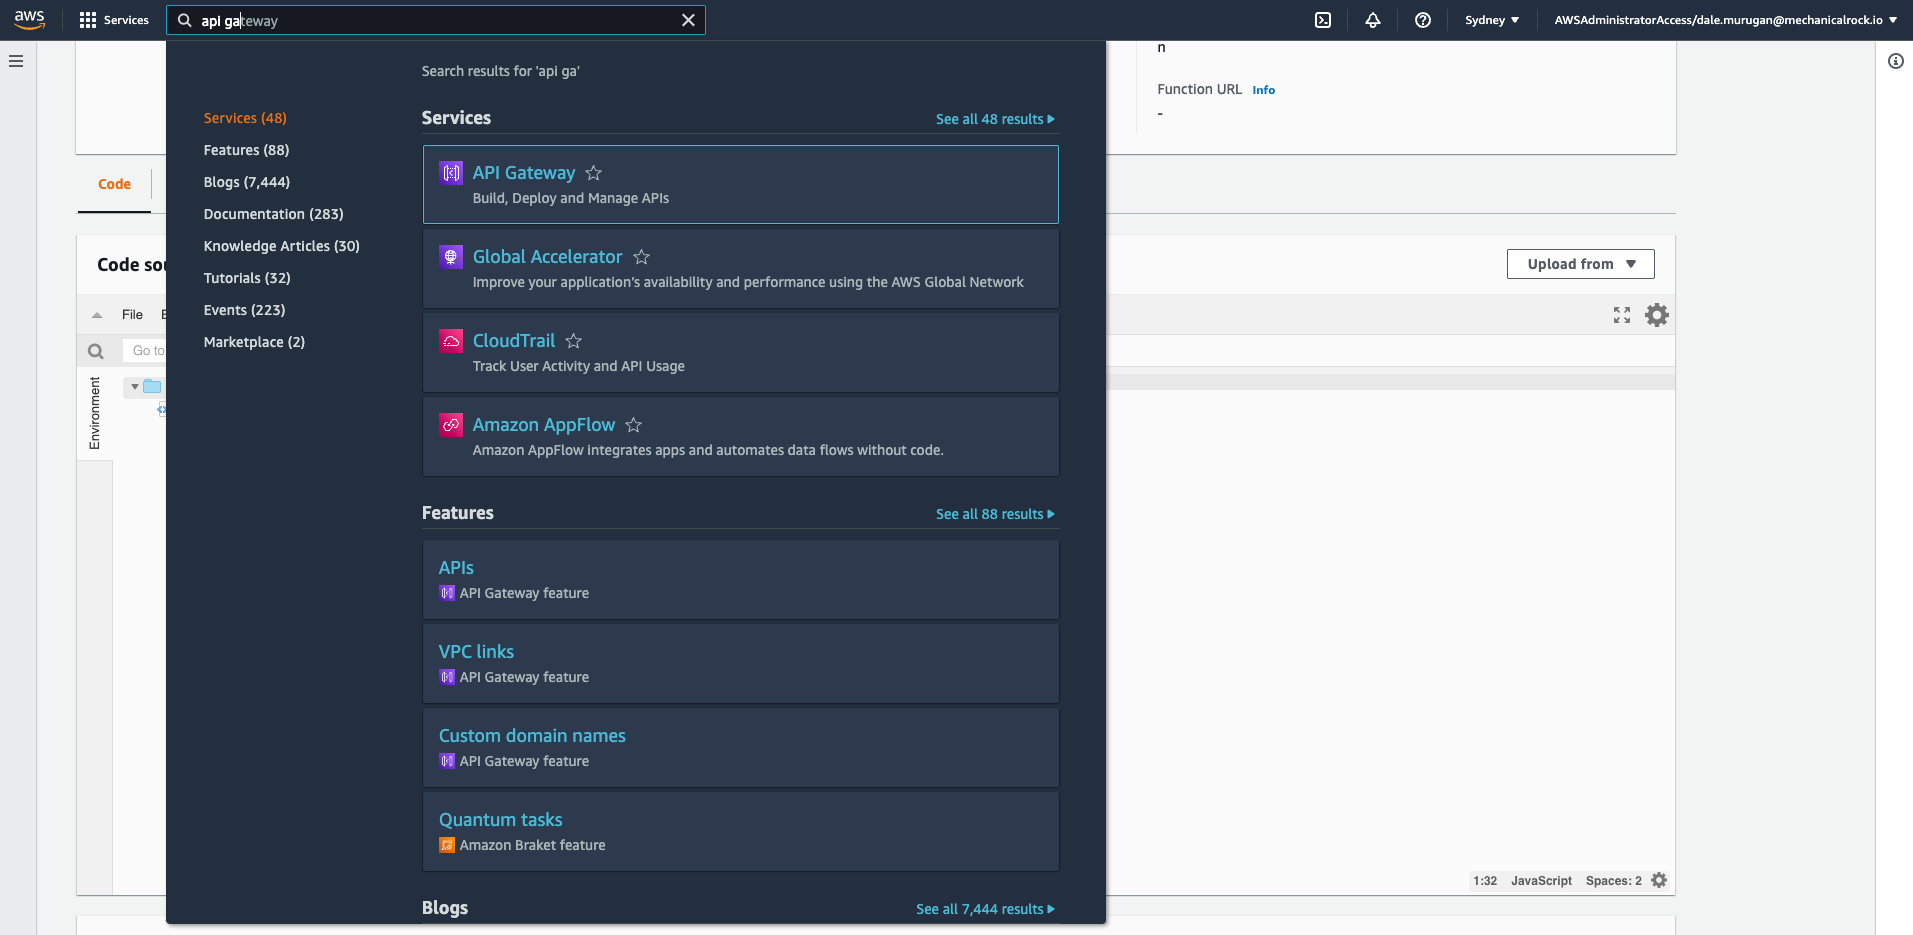 aws
Services
api gateway
Sydney
AWSAdministratorAccess/dale.murugan@mechanicalrock.io
Search results for 'api ga'
Services (48)
Features (88)
Blogs (7,444)
Documentation (283)
Knowledge Articles (30)
Tutorials (32)
Events (223)
Marketplace (2)
Services
See all 48 results
API Gateway
Build, Deploy and Manage APIs
Global Accelerator
Improve your application's availability and performance using the AWS Global Network
CloudTrail
Track User Activity and API Usage
Amazon AppFlow
Amazon AppFlow integrates apps and automates data flows without code.
Features
See all 88 results
APIs
API Gateway feature
VPC links
API Gateway feature
Custom domain names
API Gateway feature
Quantum tasks
Amazon Braket feature
Blogs
See all 7,444 results
n
Function URL Info
-
Code
Code sou
Upload from
File E
Go to
Environment
1:32 JavaScript Spaces: 2